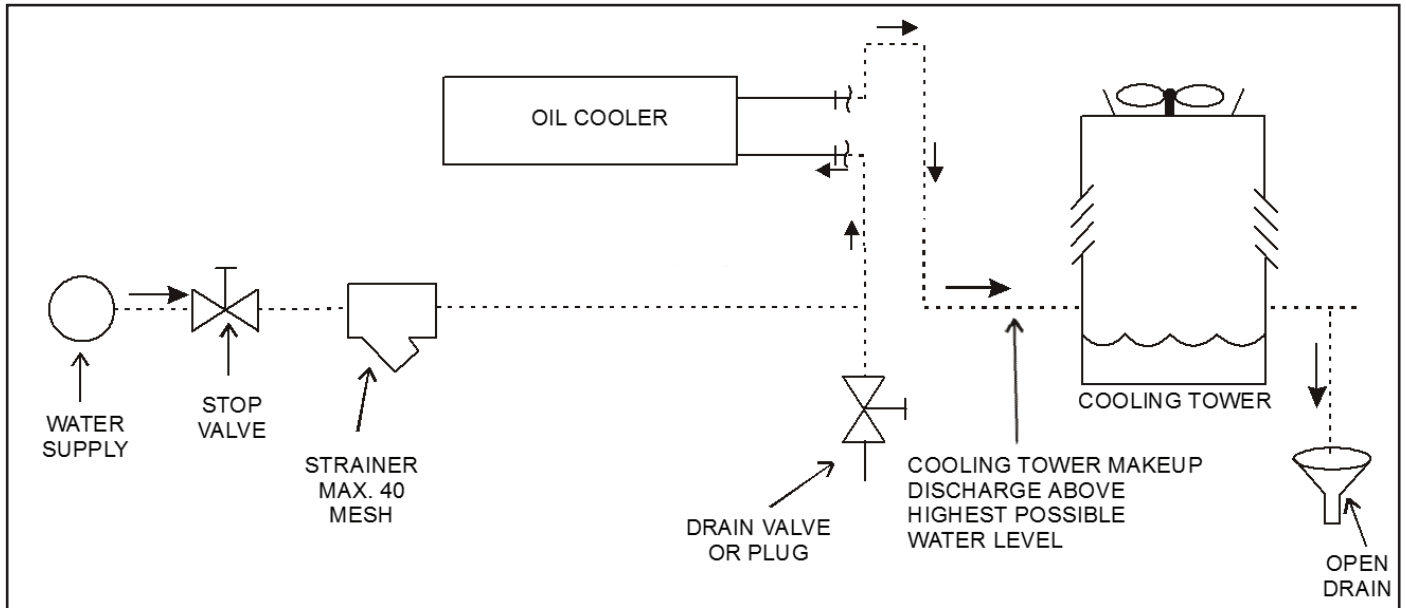 OIL COOLER
WATER
SUPPLY
STOP
VALVE
STRAINER
MAX. 40
MESH
DRAIN VALVE
OR PLUG
COOLING TOWER MAKEUP
DISCHARGE ABOVE
HIGHEST POSSIBLE
WATER LEVEL
COOLING TOWER
OPEN
DRAIN